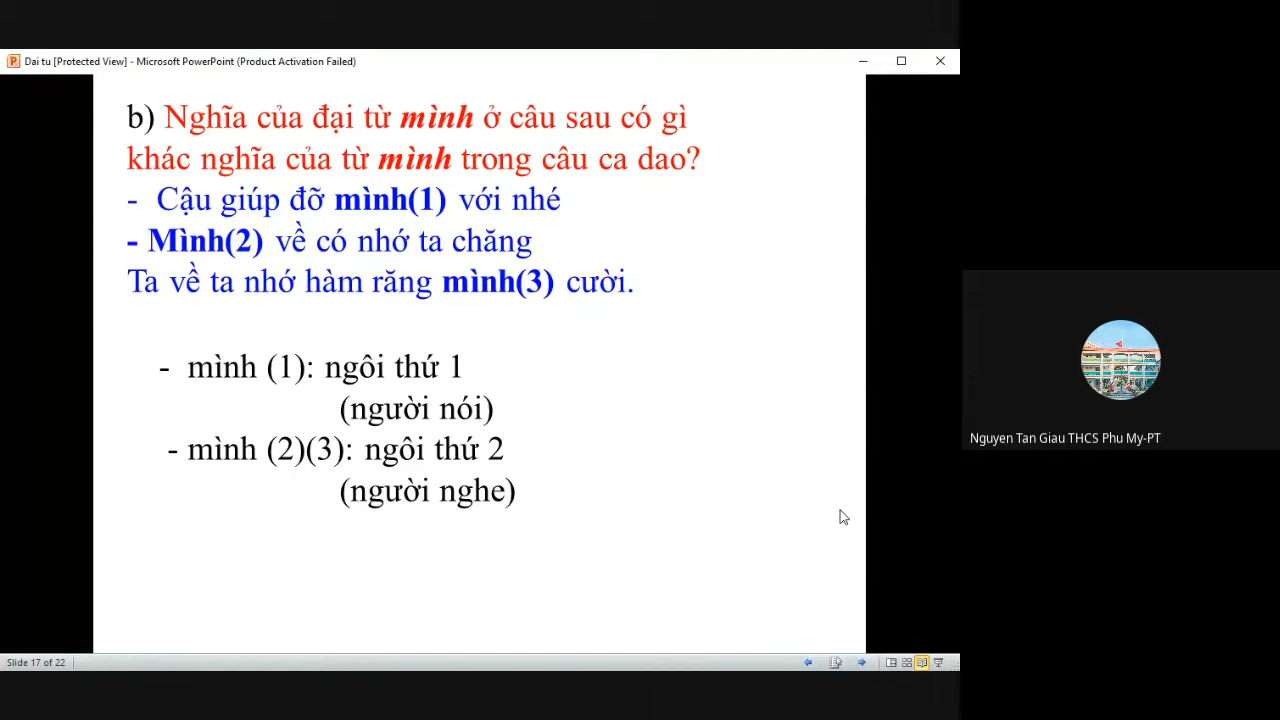 Dai tu [Protected View] - Microsoft PowerPoint (Product Activation Failed)
b) Nghĩa của đại từ mình ở câu sau có gì
khác nghĩa của từ mình trong câu ca dao?
- Cậu giúp đỡ mình(1) với nhé
- Mình(2) về có nhớ ta chăng
Ta về ta nhớ hàm răng mình(3) cười.
- mình (1): ngôi thứ 1
(người nói)
- mình (2)(3): ngôi thứ 2
(người nghe)
Nguyen Tan Giau THCS Phu My-PT
Slide 17 of 22